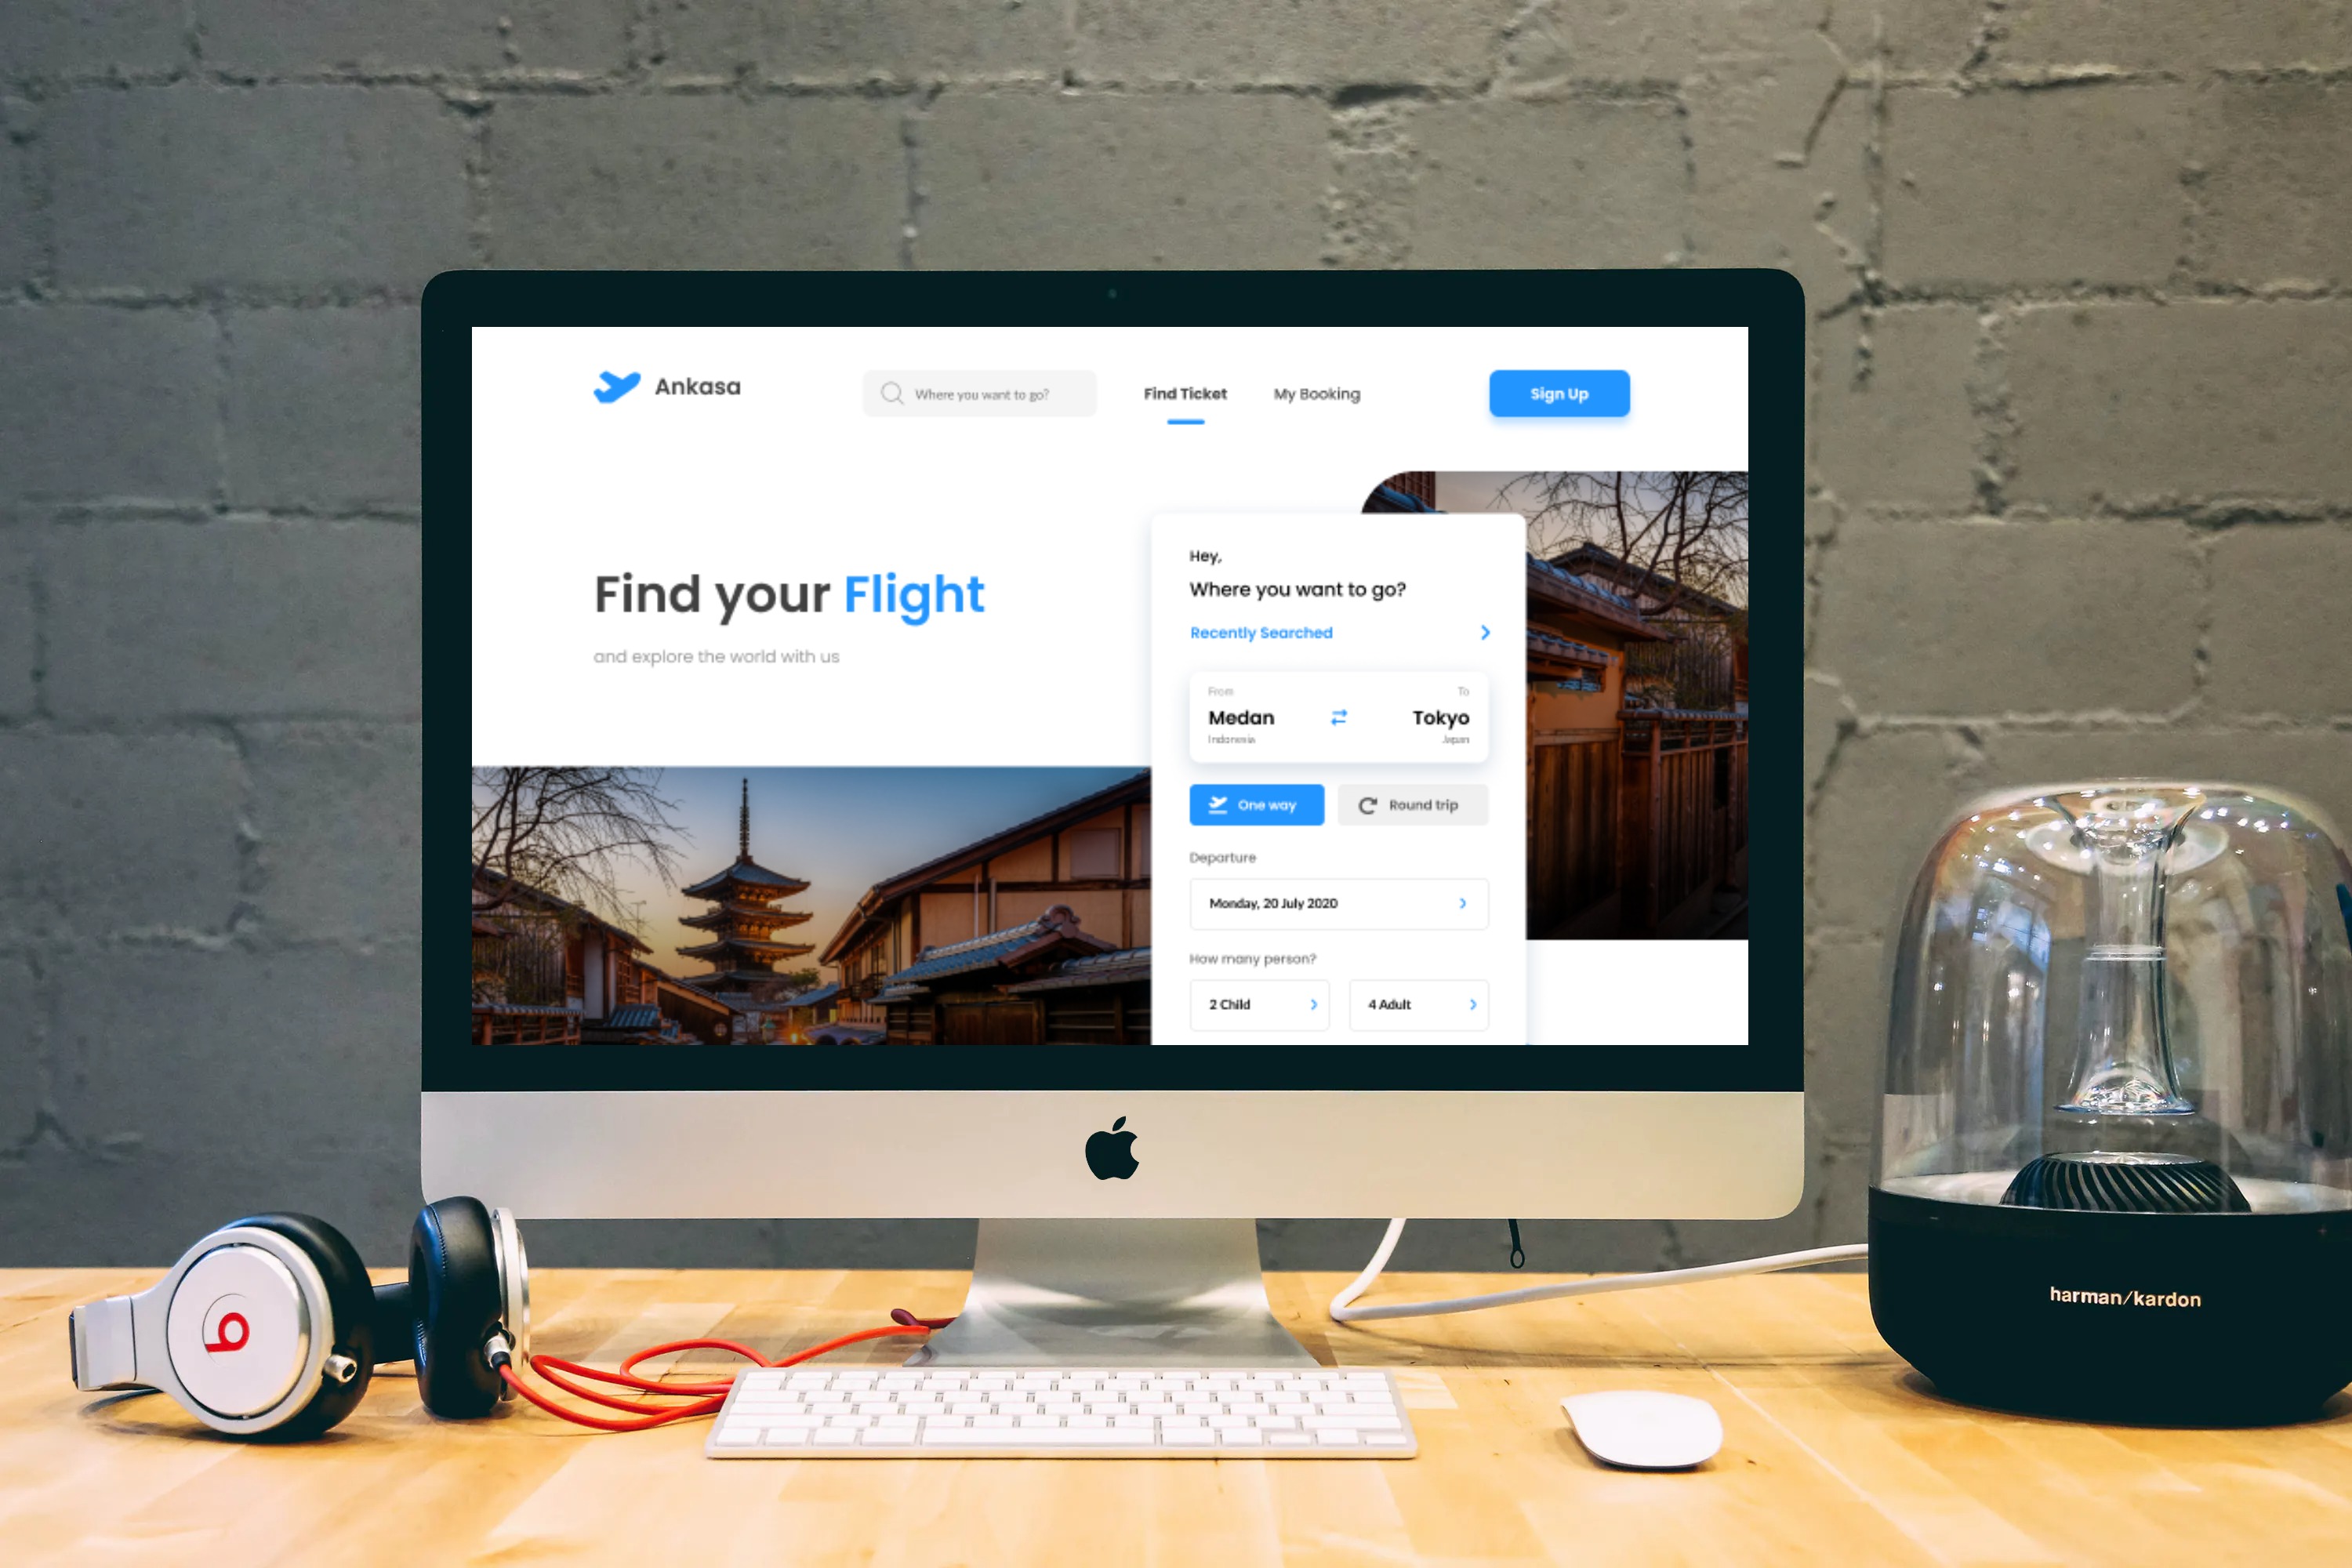 Ankasa
Where you want to go?
Find Ticket
My Booking
Sign Up
Find your Flight
and explore the world with us
Hey,
Where you want to go?
Recently Searched
From
To
Medan
Tokyo
Indonesia
Japan
One way
Round trip
Departure
Monday, 20 July 2020
How many person?
2 Child
4 Adult
harman/kardon
b